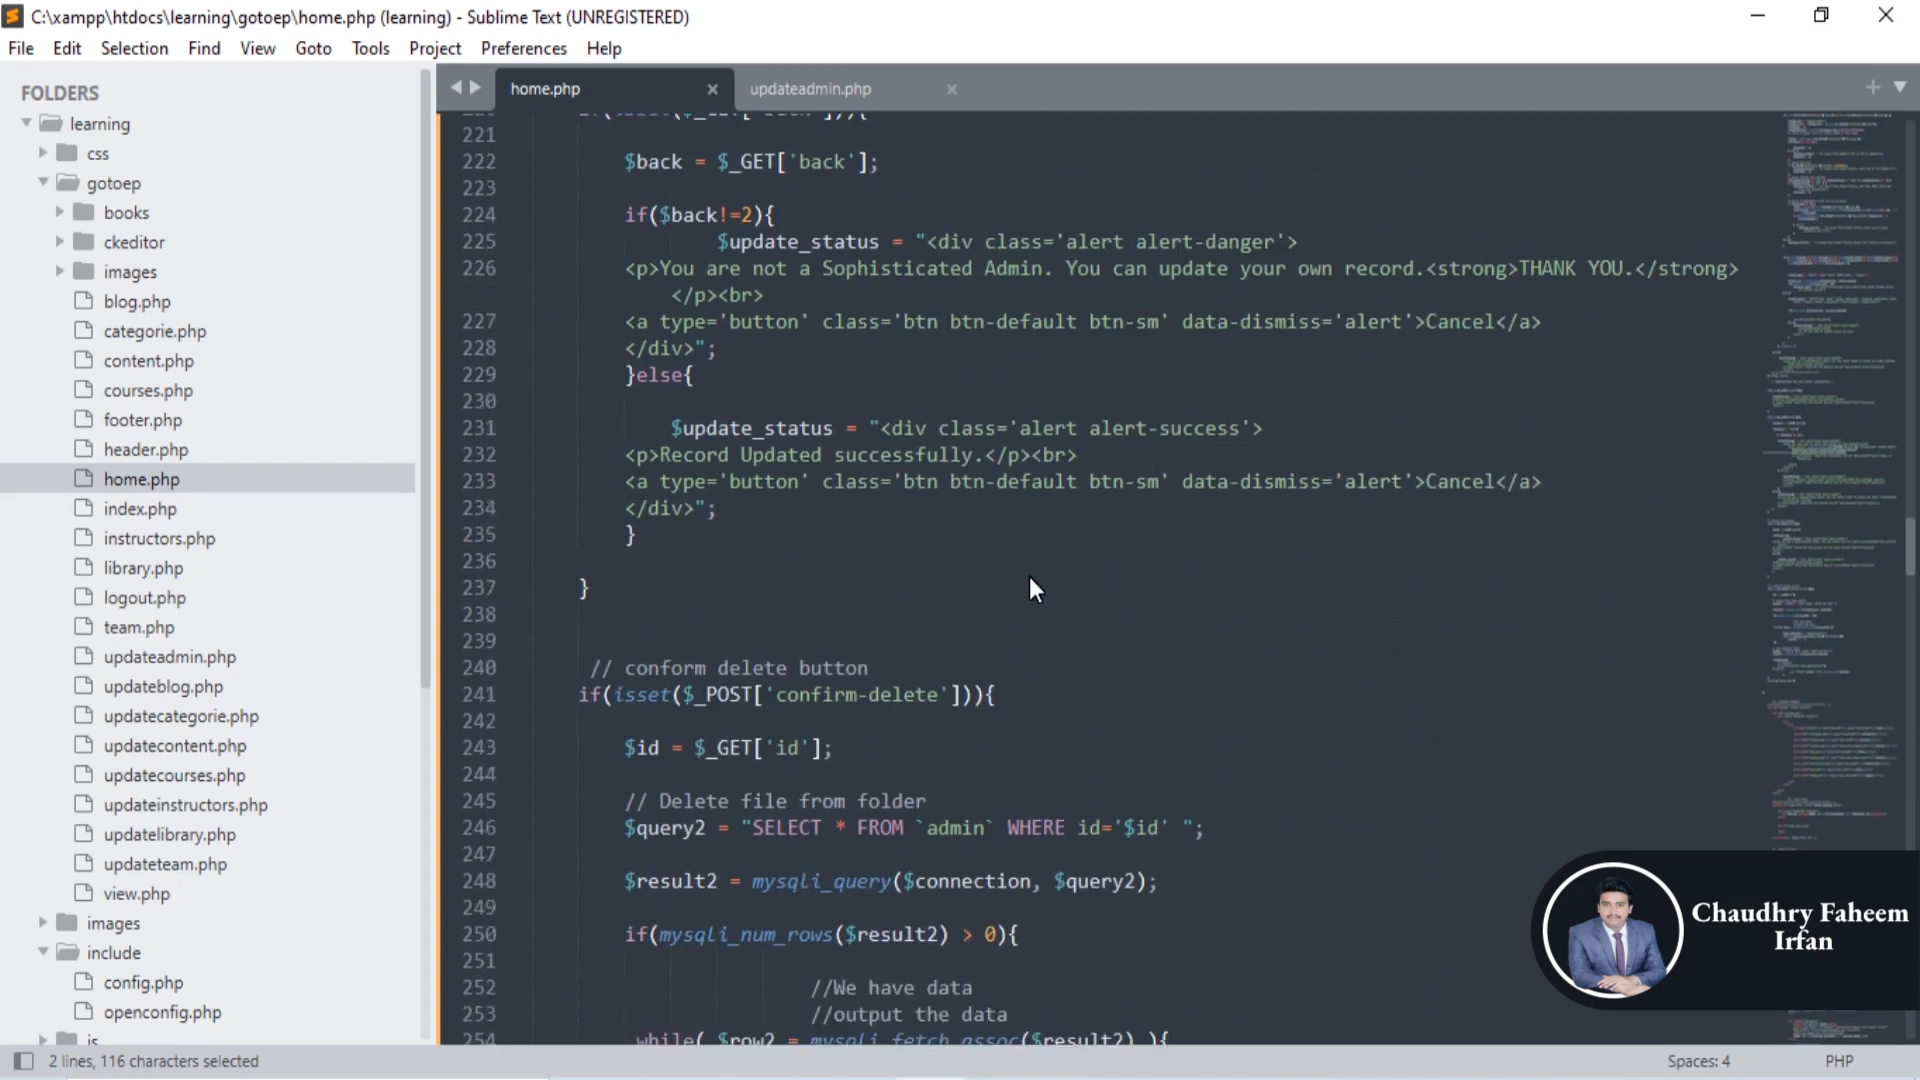 C:\xampp\htdocs\learning\gotoep\home.php (learning) - Sublime Text (UNREGISTERED)
File Edit Selection Find View Goto Tools Project Preferences Help
FOLDERS
learning
css
gotoep
books
ckeditor
images
blog.php
categorie.php
content.php
courses.php
footer.php
header.php
home.php
index.php
instructors.php
library.php
logout.php
team.php
updateadmin.php
updateblog.php
updatecategorie.php
updatecontent.php
updatecourses.php
updateinstructors.php
updatelibrary.php
updateteam.php
view.php
images
include
config.php
openconfig.php
js
home.php updateadmin.php
221
222 $back = $_GET['back'];
223
224 if($back!=2){
225 $update_status = "<div class='alert alert-danger'>
226 <p>You are not a Sophisticated Admin. You can update your own record.<strong>THANK YOU.</strong>
</p><br>
227 <a type='button' class='btn btn-default btn-sm' data-dismiss='alert'>Cancel</a>
228 </div>";
229 }else{
230
231 $update_status = "<div class='alert alert-success'>
232 <p>Record Updated successfully.</p><br>
233 <a type='button' class='btn btn-default btn-sm' data-dismiss='alert'>Cancel</a>
234 </div>";
235 }
236
237 }
238
239
240 // conform delete button
241 if(isset($_POST['confirm-delete'])){
242
243 $id = $_GET['id'];
244
245 // Delete file from folder
246 $query2 = "SELECT * FROM `admin` WHERE id='$id' ";
247
248 $result2 = mysqli_query($connection, $query2);
249
250 if(mysqli_num_rows($result2) > 0){
251
252 //We have data
253 //output the data
254 while( $row2 = mysqli_fetch_assoc($result2) ){
Chaudhry Faheem
Irfan
2 lines, 116 characters selected
Spaces: 4 PHP